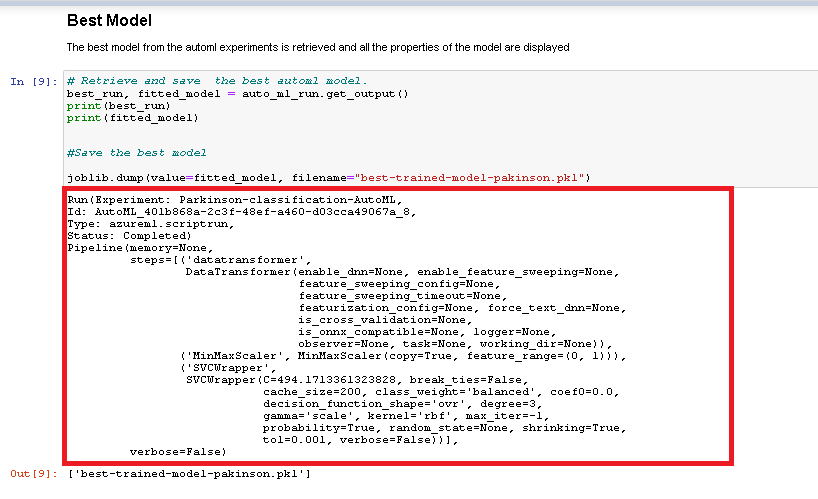 Best Model
The best model from the automl experiments is retrieved and all the properties of the model are displayed
In [9]: # Retrieve and save  the best automl model.
best_run, fitted_model = auto_ml_run.get_output()
print(best_run)
print(fitted_model)
#Save the best model
joblib.dump(value=fitted_model, filename="best-trained-model-pakinson.pkl")
Run(Experiment: Parkinson-classification-AutoML,
Id: AutoML_401b868a-2c3f-48ef-a460-d03cca49067a_8,
Type: azureml.scriptrun,
Status: Completed)
Pipeline(memory=None,
steps=[('datatransformer',
DataTransformer(enable_dnn=None, enable_feature_sweeping=None,
feature_sweeping_config=None,
feature_sweeping_timeout=None,
featurization_config=None, force_text_dnn=None,
is_cross_validation=None,
is_onnx_compatible=None, logger=None,
observer=None, task=None, working_dir=None)),
('MinMaxScaler', MinMaxScaler(copy=True, feature_range=(0, 1))),
('SVCWrapper',
SVCWrapper(C=494.1713361323828, break_ties=False,
cache_size=200, class_weight='balanced', coef0=0.0,
decision_function_shape='ovr', degree=3,
gamma='scale', kernel='rbf', max_iter=-1,
probability=True, random_state=None, shrinking=True,
tol=0.001, verbose=False))],
verbose=False)
Out[9]: ['best-trained-model-pakinson.pkl']